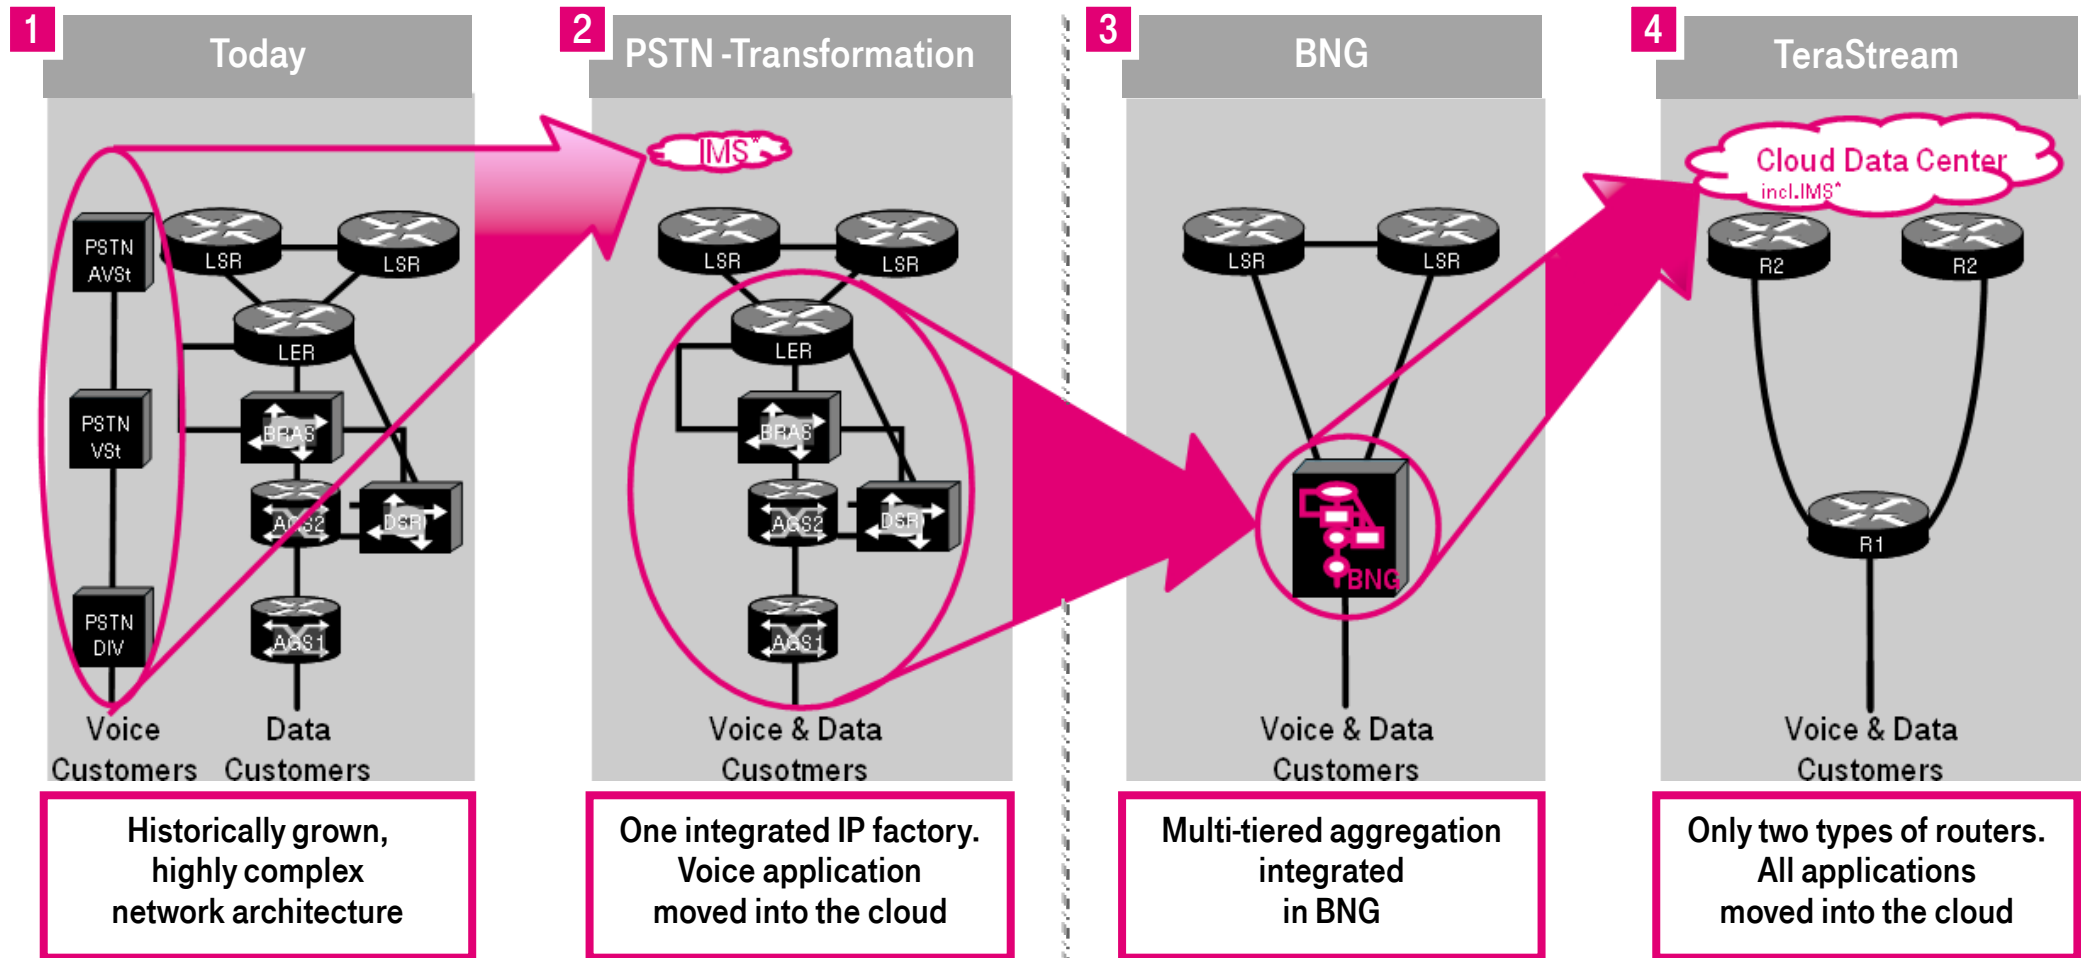 1
Today
PSTN
AVSt
LSR
LSR
LER
PSTN
VSt
BRAS
AGS2
DSR
PSTN
DIV
AGS1
Voice
Customers
Data
Customers
Historically grown,
highly complex
network architecture
2
PSTN -Transformation
IMS*
LSR
LSR
LER
BRAS
AGS2
DSR
AGS1
Voice & Data
Cusotmers
One integrated IP factory.
Voice application
moved into the cloud
3
BNG
LSR
LSR
BNG
Voice & Data
Customers
Multi-tiered aggregation
integrated
in BNG
4
TeraStream
Cloud Data Center
incl.IMS*
R2
R2
R1
Voice & Data
Customers
Only two types of routers.
All applications
moved into the cloud